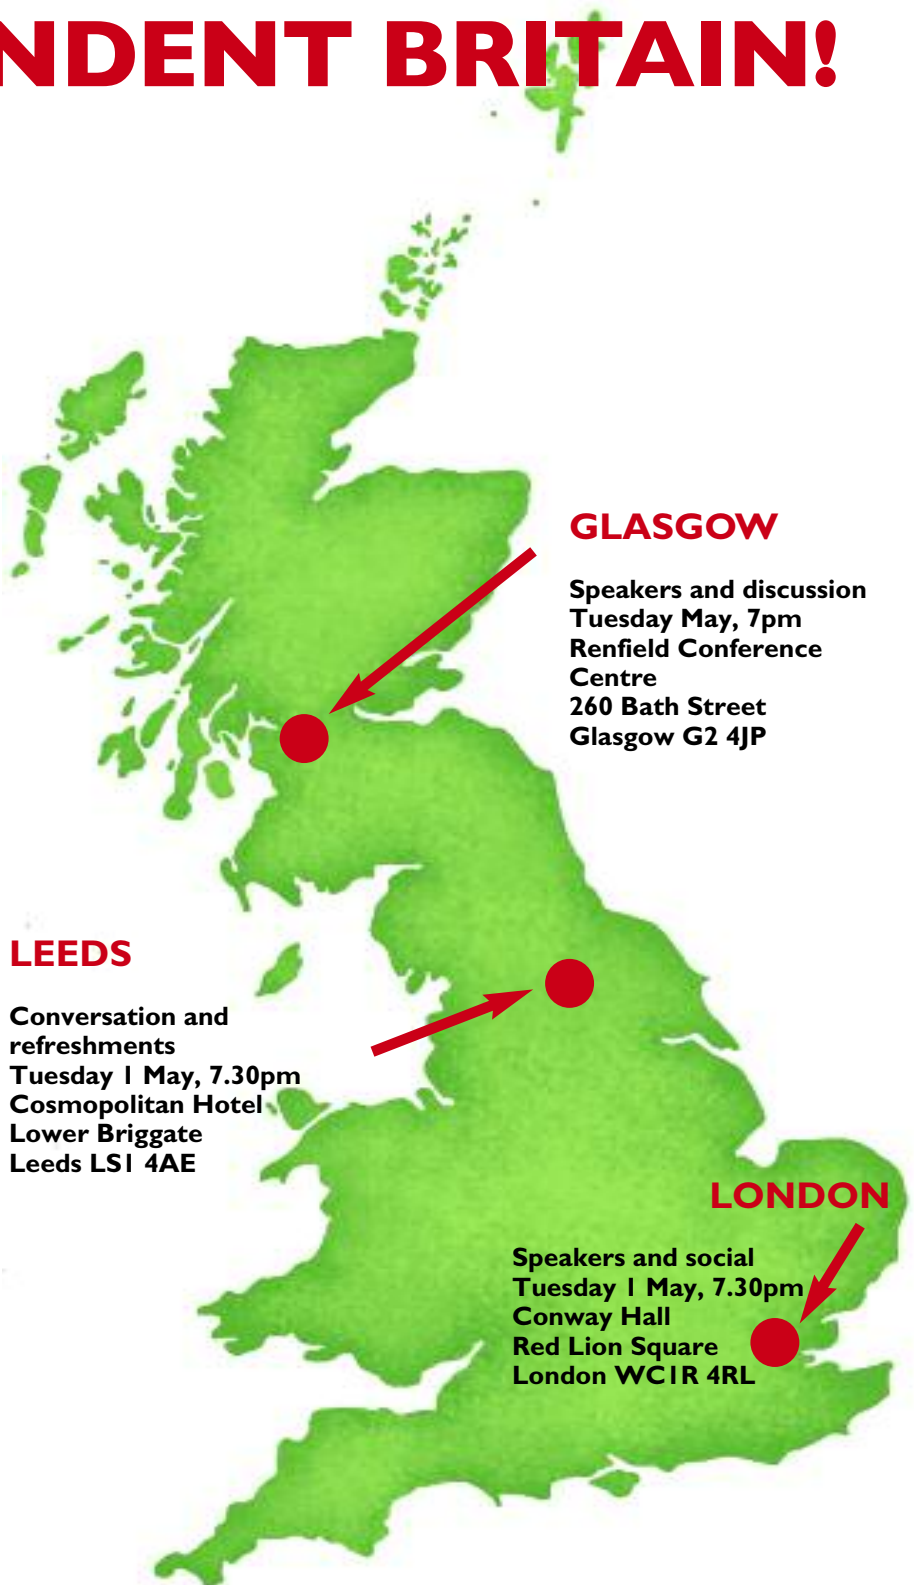 NDENT BRITAIN!
GLASGOW
Speakers and discussion
Tuesday May, 7pm
Renfield Conference
Centre
260 Bath Street
Glasgow G2 4JP
LEEDS
Conversation and
refreshments
Tuesday 1 May, 7.30pm
Cosmopolitan Hotel
Lower Briggate
Leeds LS1 4AE
LONDON
Speakers and social
Tuesday 1 May, 7.30pm
Conway Hall
Red Lion Square
London WC1R 4RL